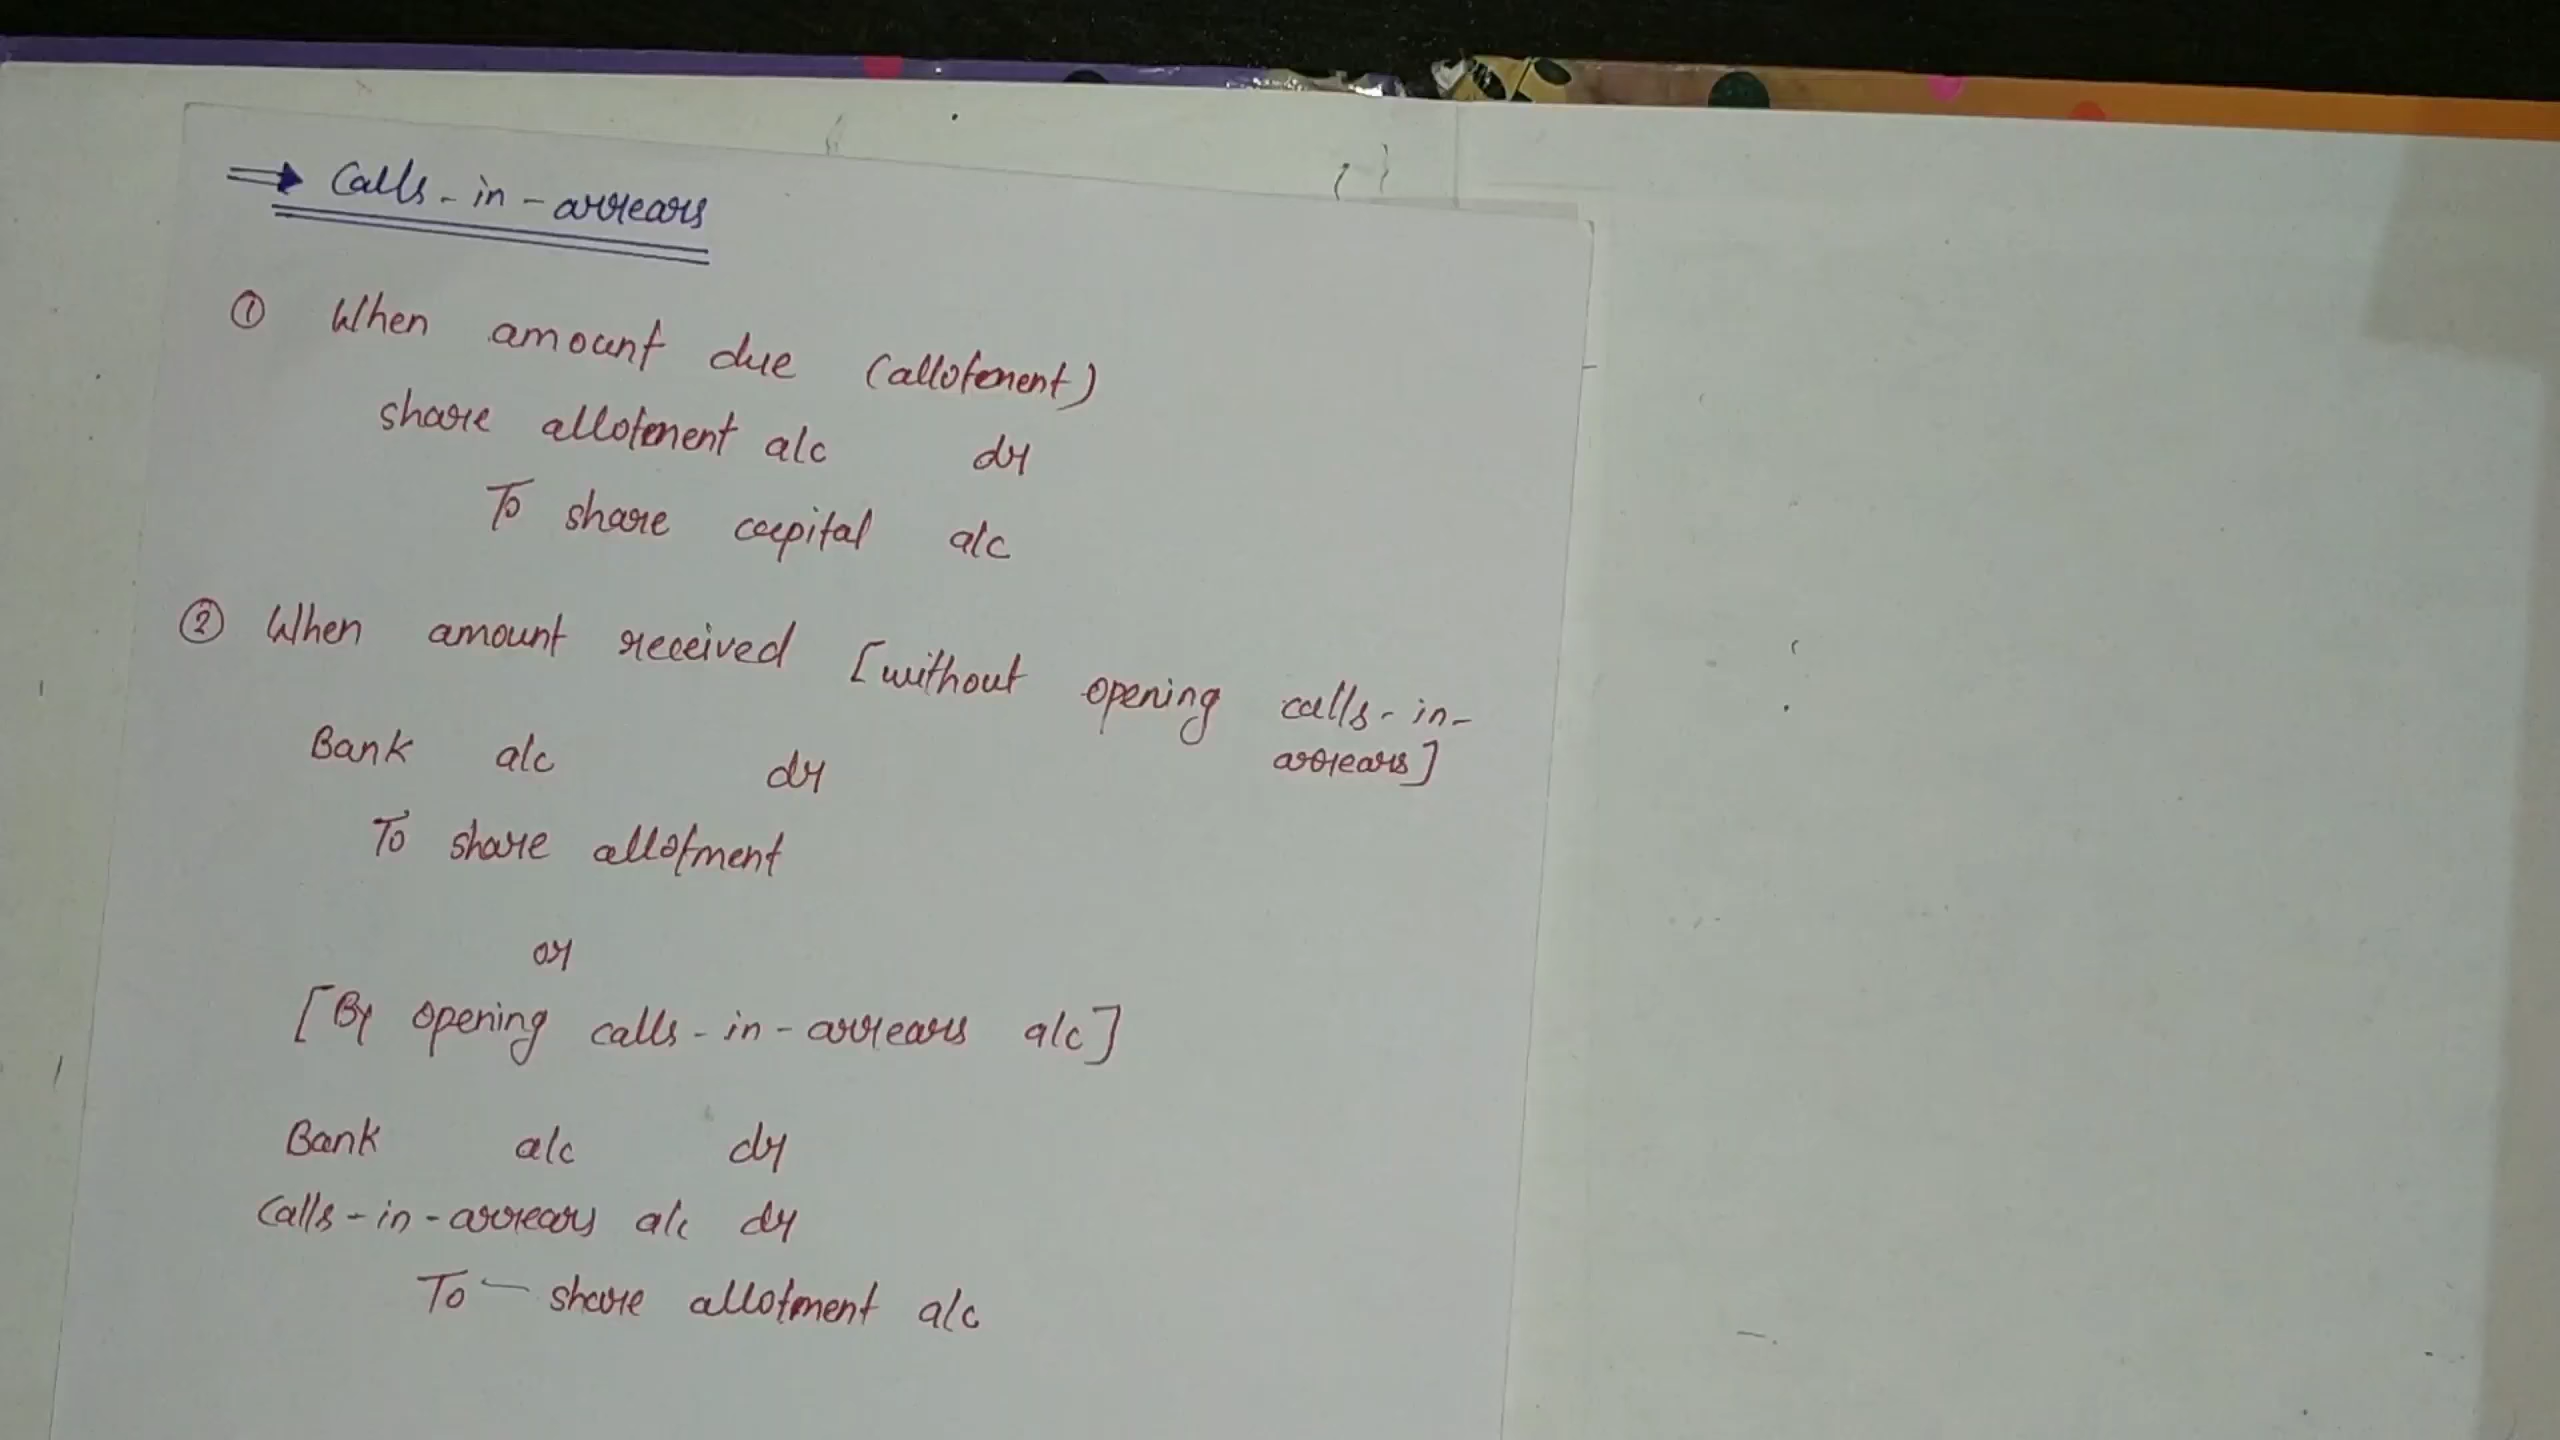 ⇒ Calls-in-arrears
① When amount due (allotement)
share allotement a/c dr
To share capital a/c
② When amount received [without opening calls-in-
arrears]
Bank a/c dr
To share allotment
or
[By opening calls-in-arrears a/c]
Bank a/c dr
Calls-in-arrears a/c dr
To — share allotment a/c